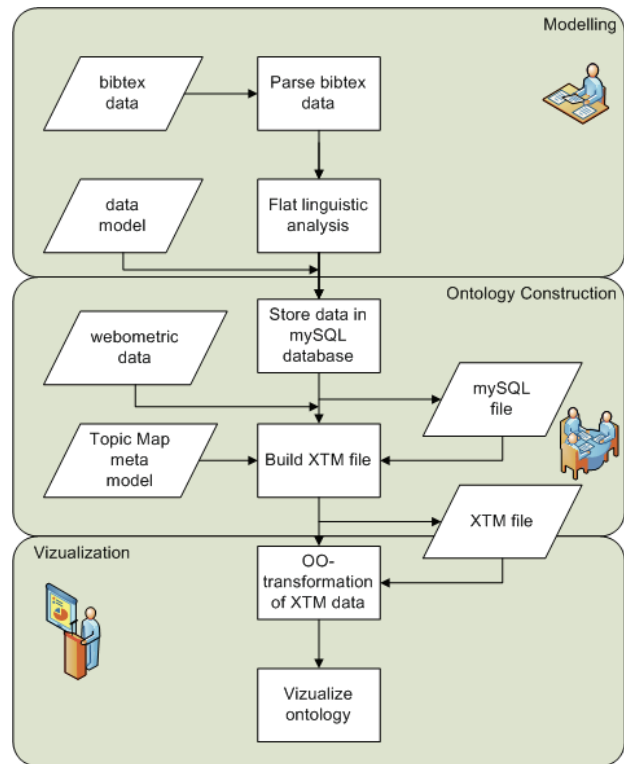 Modelling
bibtex
data
Parse bibtex
data
data
model
Flat linguistic
analysis
Ontology Construction
Store data in
mySQL
database
webometric
data
mySQL
file
Topic Map
meta
model
Build XTM file
XTM file
Vizualization
OO-
transformation
of XTM data
Vizualize
ontology